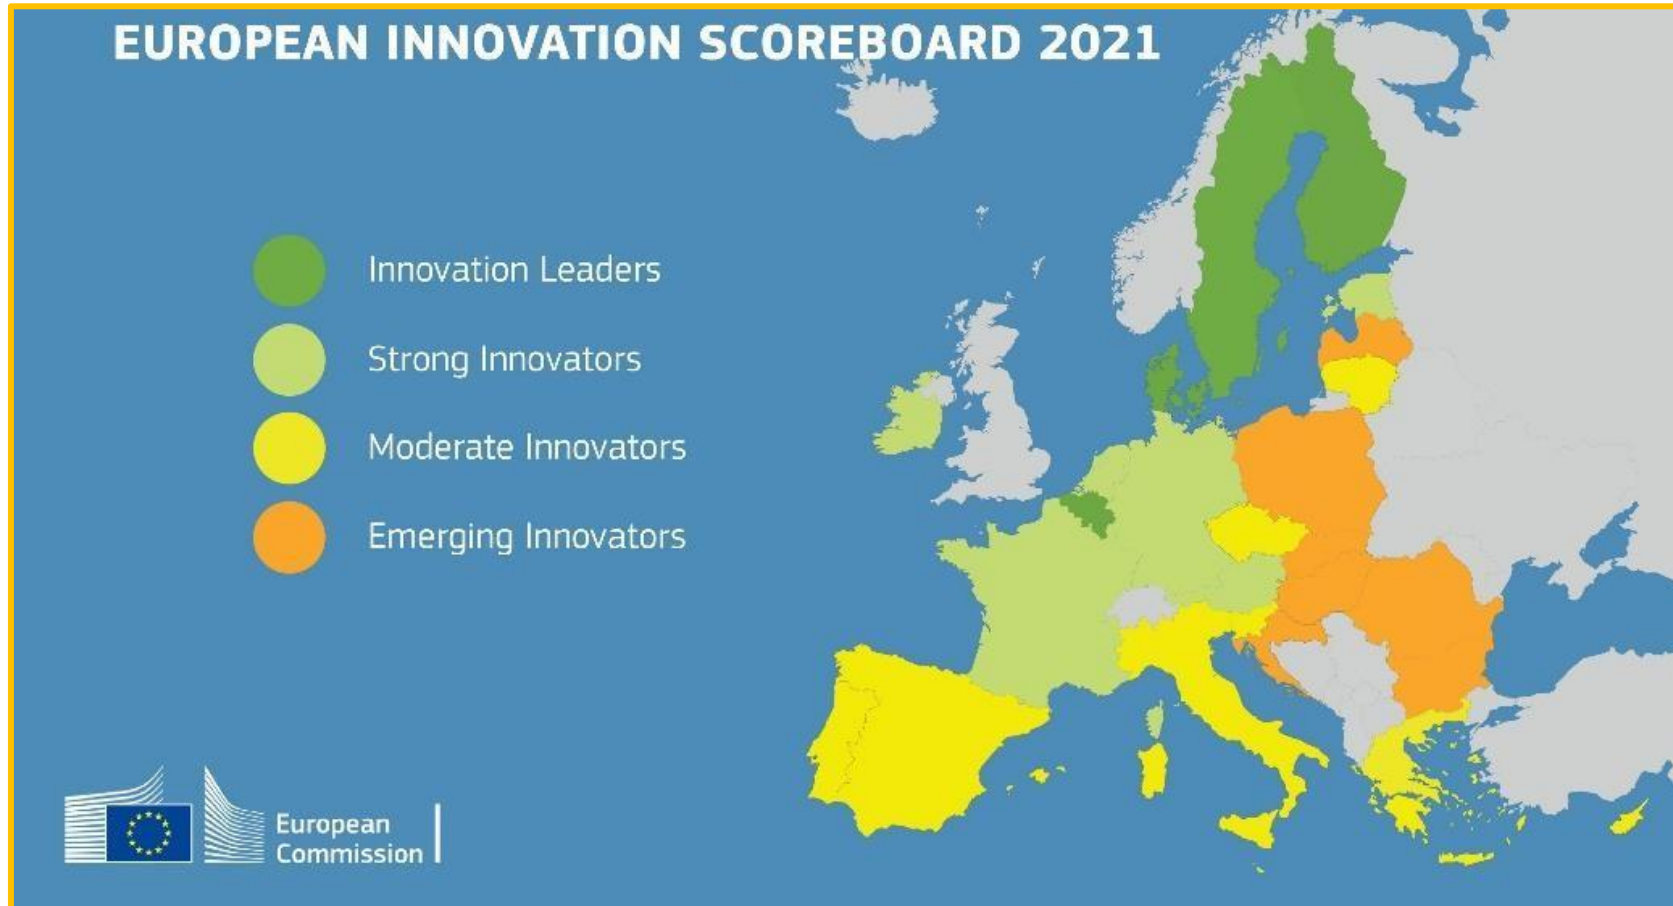 EUROPEAN INNOVATION SCOREBOARD 2021
Innovation Leaders
Strong Innovators
Moderate Innovators
Emerging Innovators
European
Commission